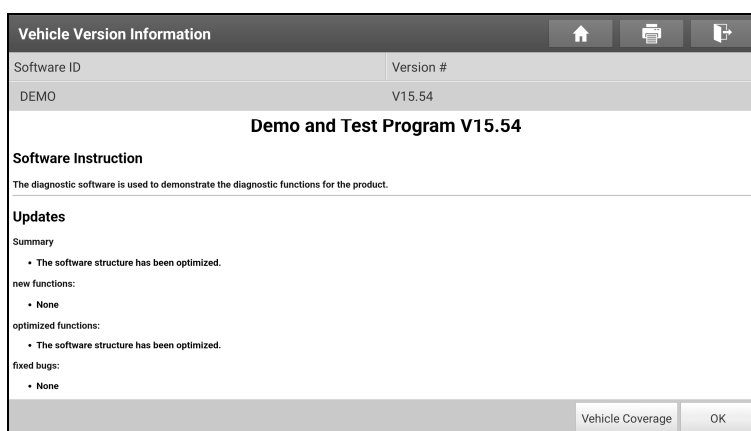 Vehicle Version Information
Software ID Version #
DEMO V15.54
Demo and Test Program V15.54
Software Instruction
The diagnostic software is used to demonstrate the diagnostic functions for the product.
Updates
Summary
• The software structure has been optimized.
new functions:
• None
optimized functions:
• The software structure has been optimized.
fixed bugs:
• None
Vehicle Coverage OK